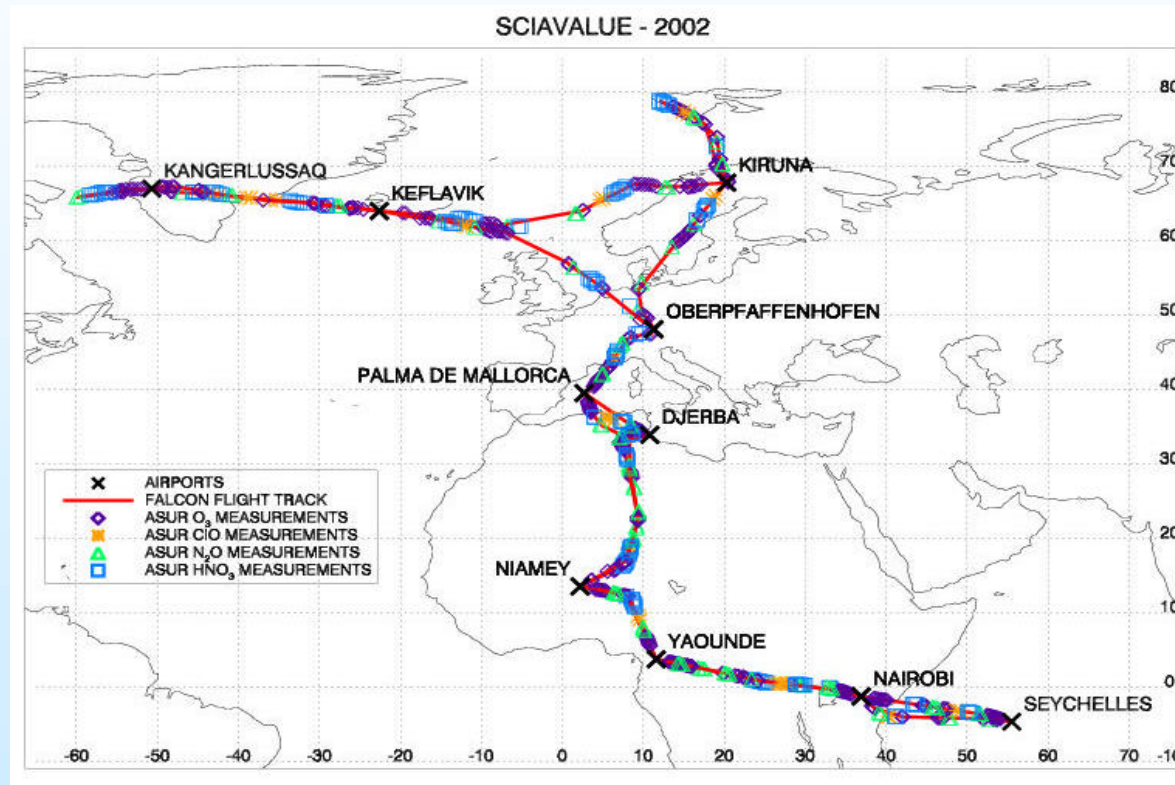 SCIAVALUE - 2002
80
KANGERLUSSAQ
KIRUNA
70
KEFLAVIK
60
OBERPFAFFENHOFEN
50
PALMA DE MALLORCA
40
DJERBA
30
AIRPORTS
FALCON FLIGHT TRACK
ASUR O₃ MEASUREMENTS
ASUR ClO MEASUREMENTS
ASUR N₂O MEASUREMENTS
ASUR HNO₃ MEASUREMENTS
20
NIAMEY
10
YAOUNDE
NAIROBI
0
SEYCHELLES
-60 -50 -40 -30 -20 -10 0 10 20 30 40 50 60 70 -10